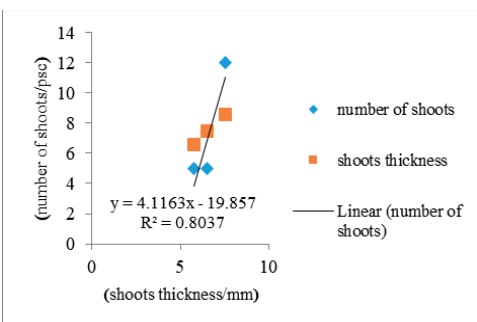 14
12
10
8
6
4
2
0
(number of shoots/psc)
y = 4.1163x - 19.857
R² = 0.8037
0 5 10
(shoots thickness/mm)
number of shoots
shoots thickness
Linear (number of
shoots)